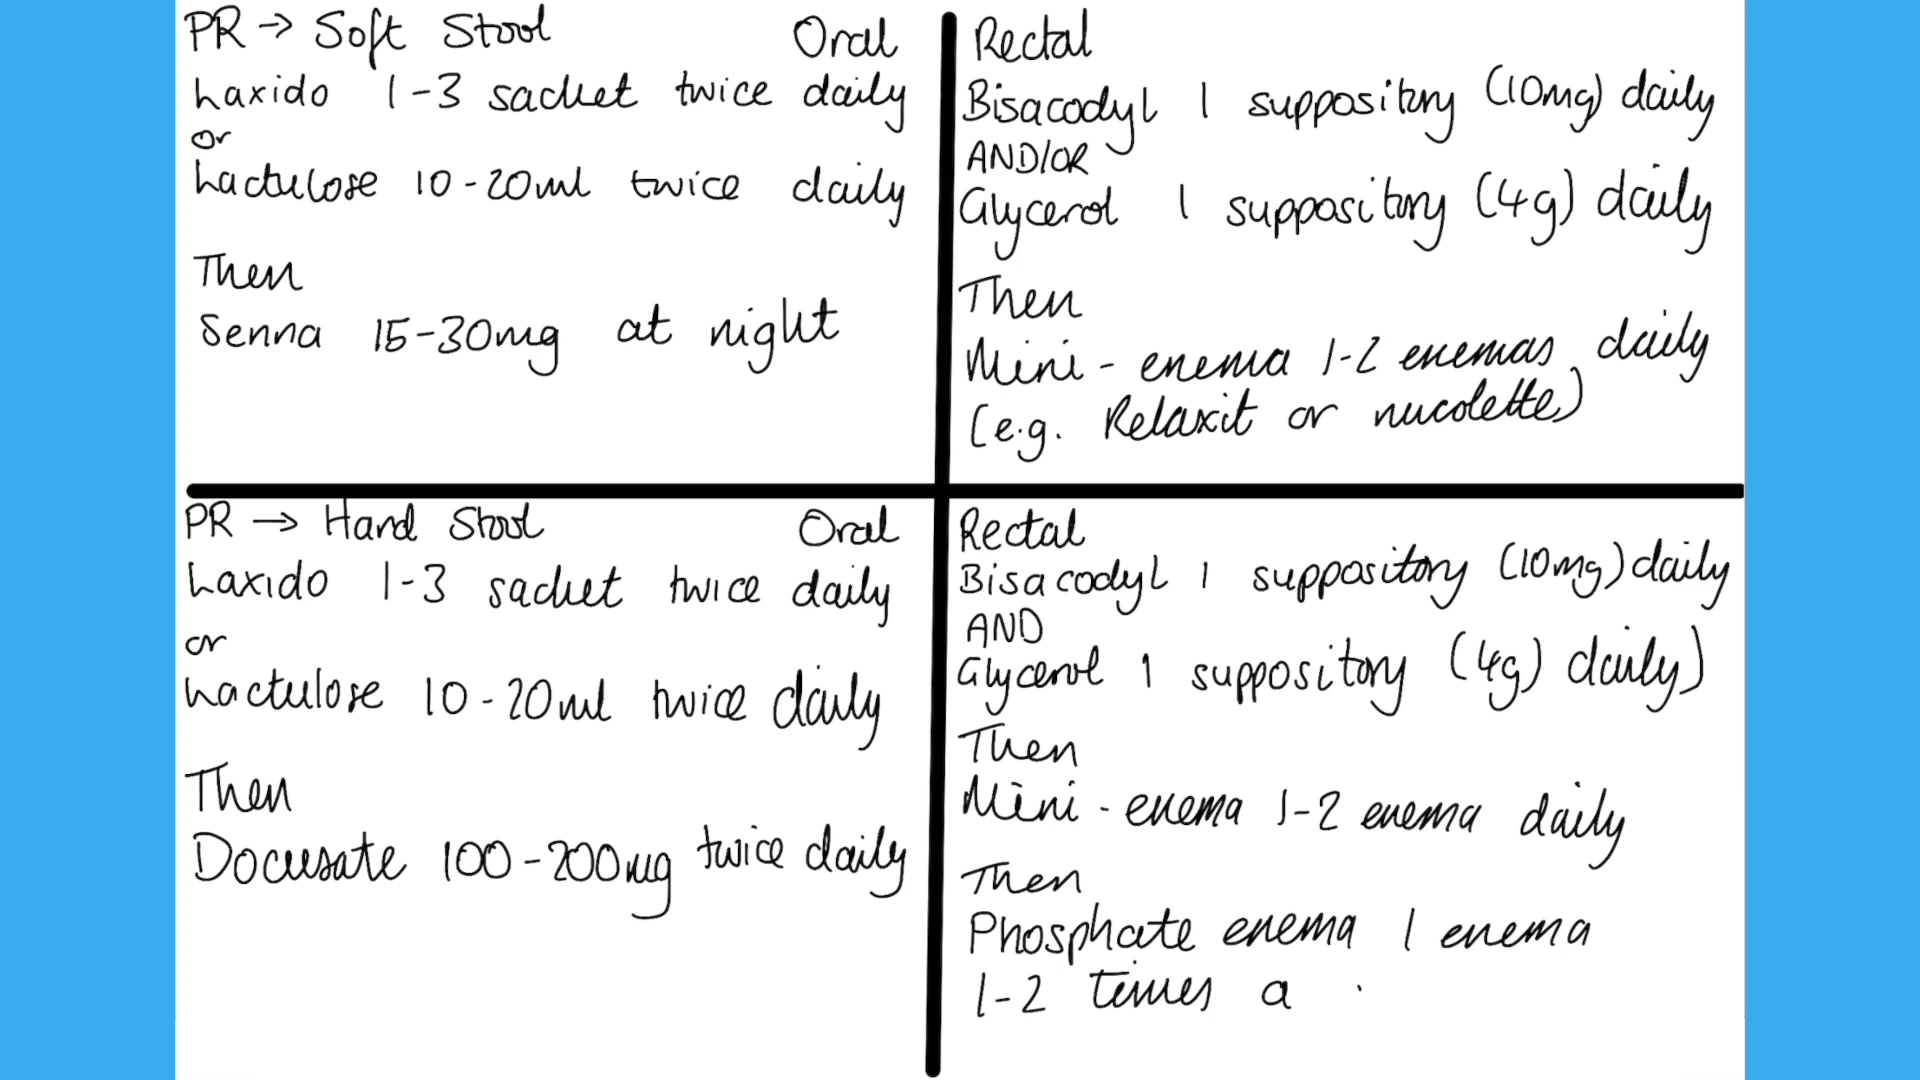 PR → Soft Stool Oral
Laxido 1-3 sachet twice daily
or
Lactulose 10-20ml twice daily
Then
Senna 15-30mg at night
Rectal
Bisacodyl 1 suppository (10mg) daily
AND/OR
Glycerol 1 suppository (4g) daily
Then
Mini - enema 1-2 enemas daily
(e.g. Relaxit or nucolette)
PR → Hard Stool Oral
Laxido 1-3 sachet twice daily
or
Lactulose 10-20ml twice daily
Then
Docusate 100-200mg twice daily
Rectal
Bisacodyl 1 suppository (10mg) daily
AND
Glycerol 1 suppository (4g) daily)
Then
Mini - enema 1-2 enema daily
Then
Phosphate enema 1 enema
1-2 times a